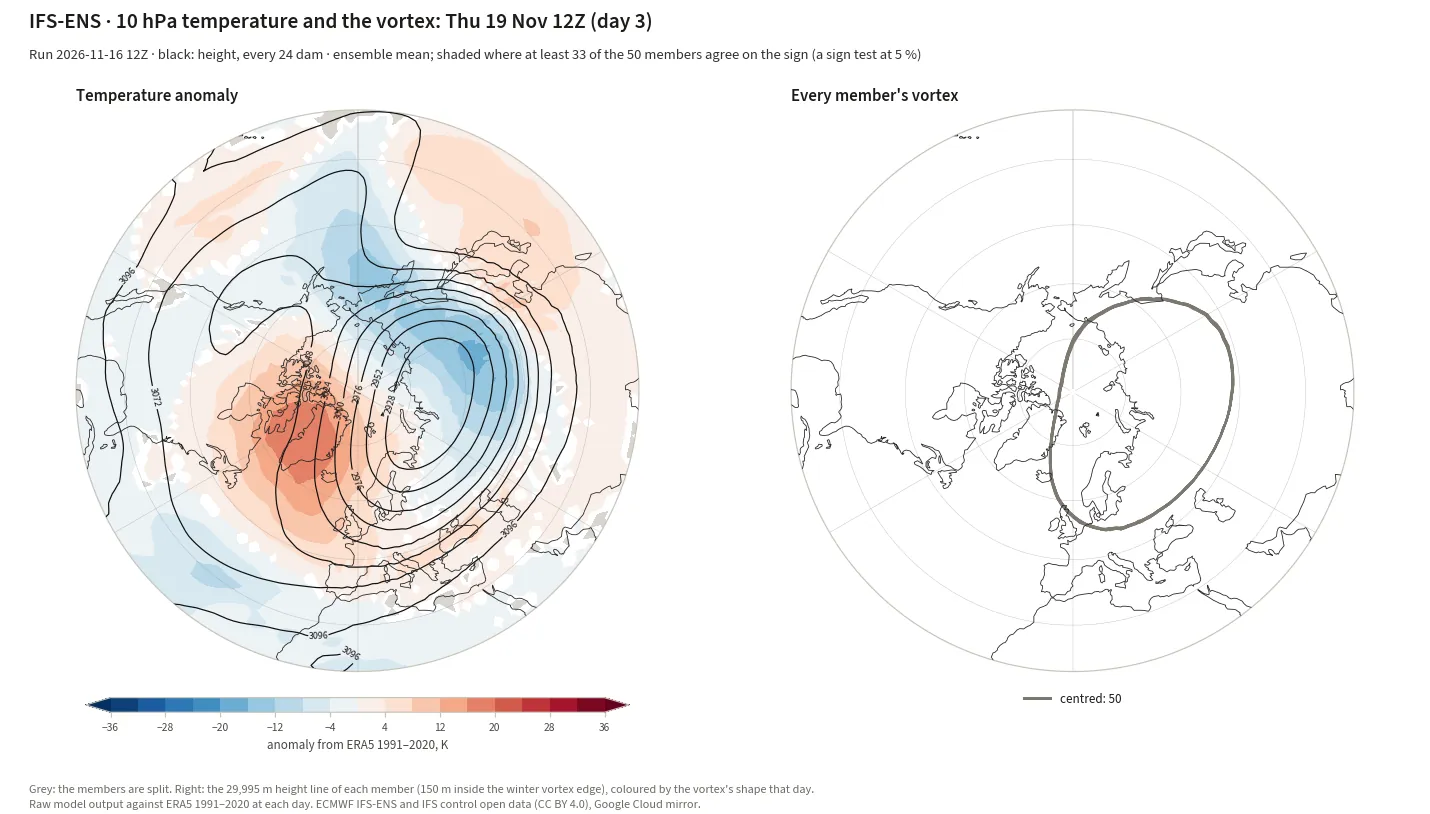 IFS-ENS · 10 hPa temperature and the vortex: Thu 19 Nov 12Z (day 3)
Run 2026-11-16 12Z · black: height, every 24 dam · ensemble mean; shaded where at least 33 of the 50 members agree on the sign (a sign test at 5 %)
Temperature anomaly
Every member's vortex
3096
3072
2976
2952
2928
2976
3096
3096
3096
centred: 50
−36 −28 −20 −12 −4 4 12 20 28 36
anomaly from ERA5 1991–2020, K
Grey: the members are split. Right: the 29,995 m height line of each member (150 m inside the winter vortex edge), coloured by the vortex's shape that day.
Raw model output against ERA5 1991–2020 at each day. ECMWF IFS-ENS and IFS control open data (CC BY 4.0), Google Cloud mirror.